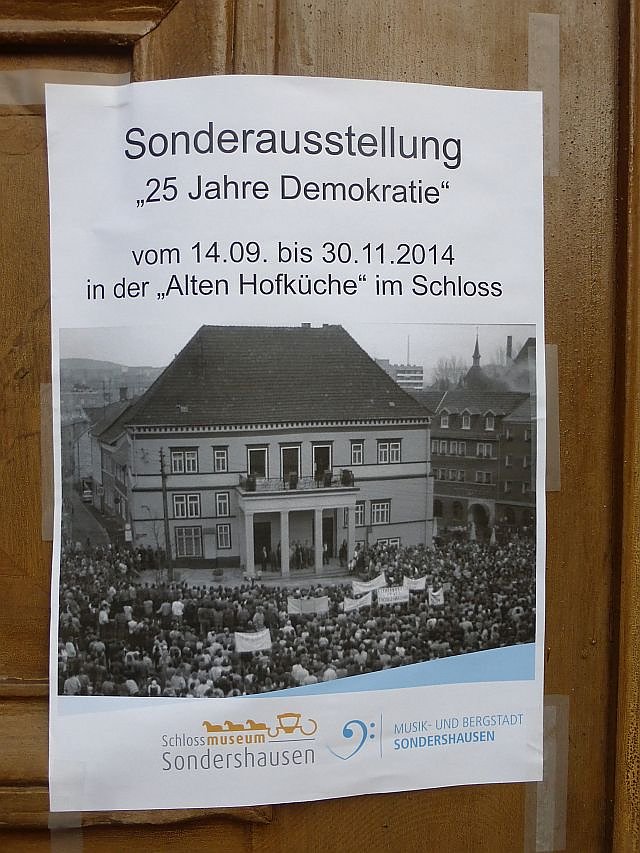 Sonderausstellung
„25 Jahre Demokratie“
vom 14.09. bis 30.11.2014
in der „Alten Hofküche“ im Schloss
Schlossmuseum
Sondershausen
MUSIK- UND BERGSTADT
SONDERSHAUSEN